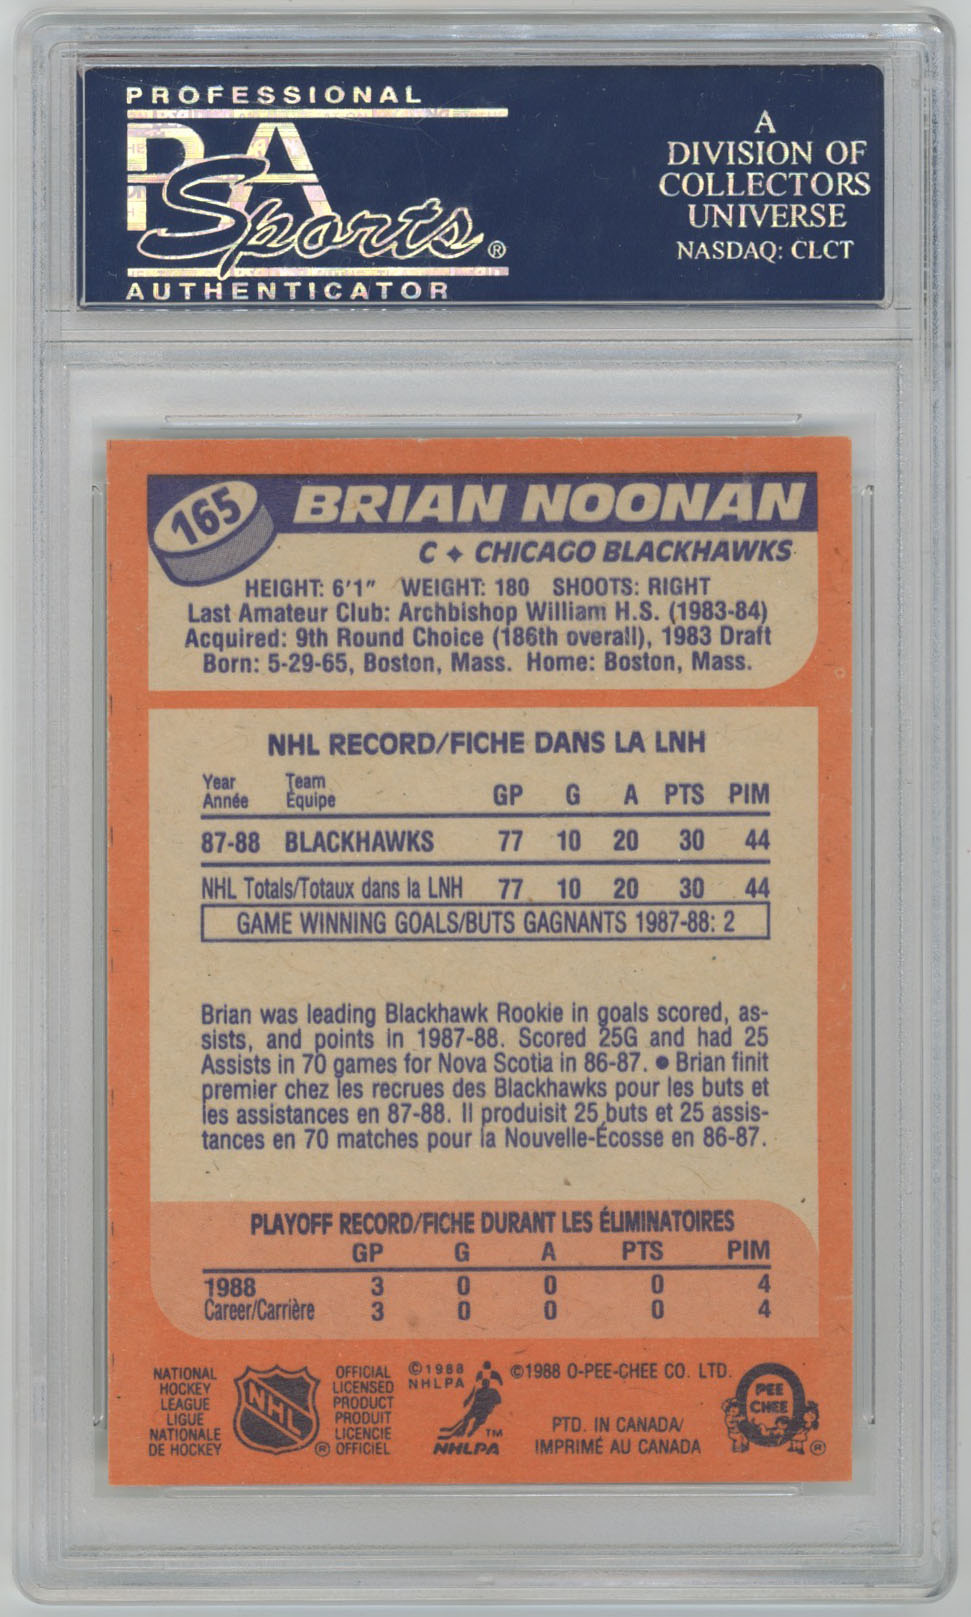 PROFESSIONAL
PSA
Sports®
AUTHENTICATOR
A
DIVISION OF
COLLECTORS
UNIVERSE
NASDAQ: CLCT
165
BRIAN NOONAN
C ✦ CHICAGO BLACKHAWKS
HEIGHT: 6'1" WEIGHT: 180 SHOOTS: RIGHT
Last Amateur Club: Archbishop William H.S. (1983-84)
Acquired: 9th Round Choice (186th overall), 1983 Draft
Born: 5-29-65, Boston, Mass. Home: Boston, Mass.
NHL RECORD/FICHE DANS LA LNH
Year Team
Année Équipe GP G A PTS PIM
87-88 BLACKHAWKS 77 10 20 30 44
NHL Totals/Totaux dans la LNH 77 10 20 30 44
GAME WINNING GOALS/BUTS GAGNANTS 1987-88: 2
Brian was leading Blackhawk Rookie in goals scored, as-
sists, and points in 1987-88. Scored 25G and had 25
Assists in 70 games for Nova Scotia in 86-87. ● Brian finit
premier chez les recrues des Blackhawks pour les buts et
les assistances en 87-88. Il produisit 25 buts et 25 assis-
tances en 70 matches pour la Nouvelle-Écosse en 86-87.
PLAYOFF RECORD/FICHE DURANT LES ÉLIMINATOIRES
GP G A PTS PIM
1988 3 0 0 0 4
Career/Carrière 3 0 0 0 4
NATIONAL
HOCKEY
LEAGUE
LIGUE
NATIONALE
DE HOCKEY
NHL
®
OFFICIAL
LICENSED
PRODUCT
PRODUIT
LICENCIE
OFFICIEL
©1988
NHLPA
TM
NHLPA
©1988 O-PEE-CHEE CO. LTD.
PTD. IN CANADA/
IMPRIMÉ AU CANADA
O
PEE
CHEE
®